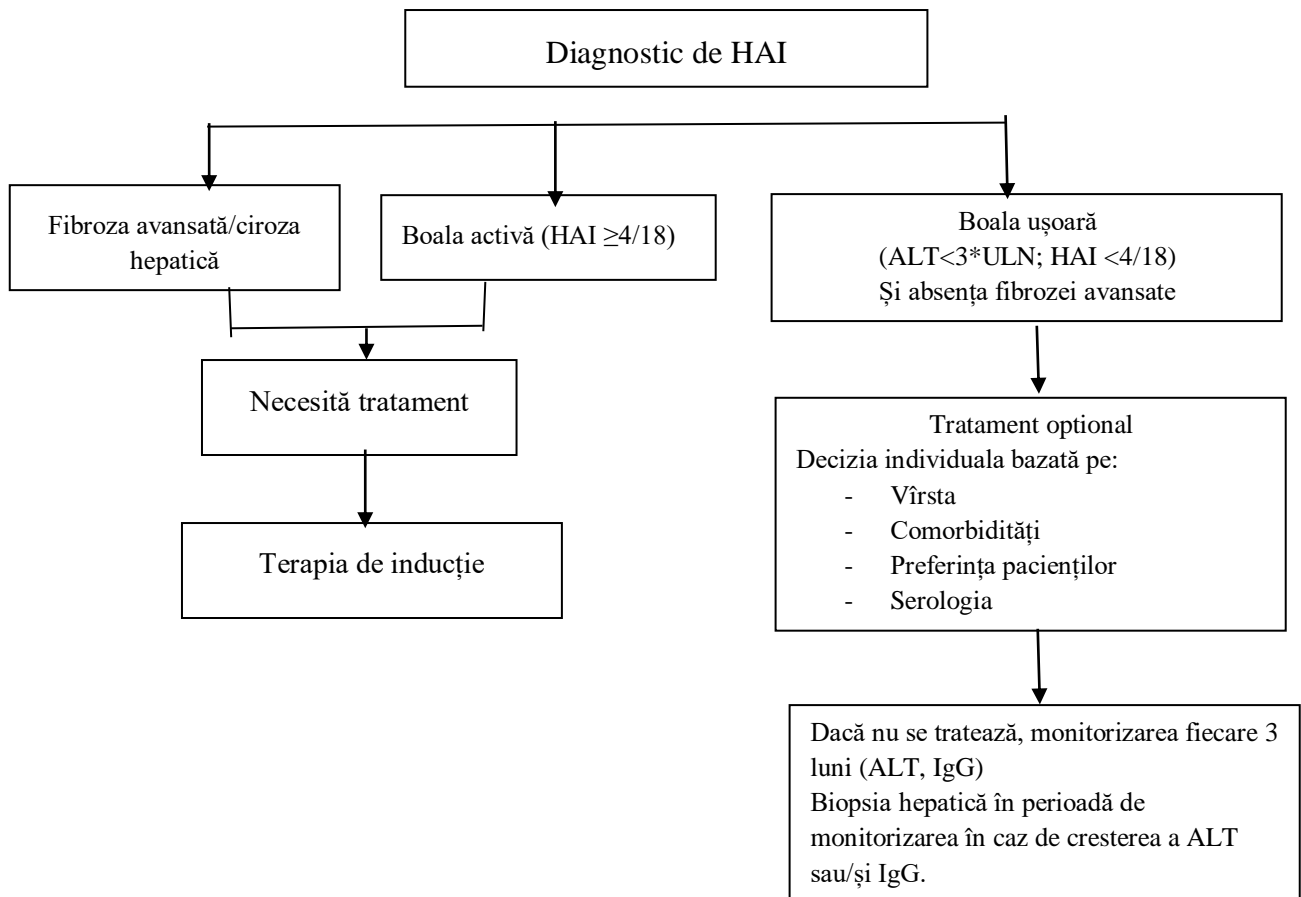 Diagnostic de HAI
Fibroza avansată/ciroza
hepatică
Boala activă (HAI ≥4/18)
Boala ușoară
(ALT<3*ULN; HAI <4/18)
Și absența fibrozei avansate
Necesită tratament
Terapia de inducție
Tratament optional
Decizia individuala bazată pe:
- Vîrsta
- Comorbidități
- Preferința pacienților
- Serologia
Dacă nu se tratează, monitorizarea fiecare 3
luni (ALT, IgG)
Biopsia hepatică în perioadă de
monitorizarea în caz de cresterea a ALT
sau/și IgG.